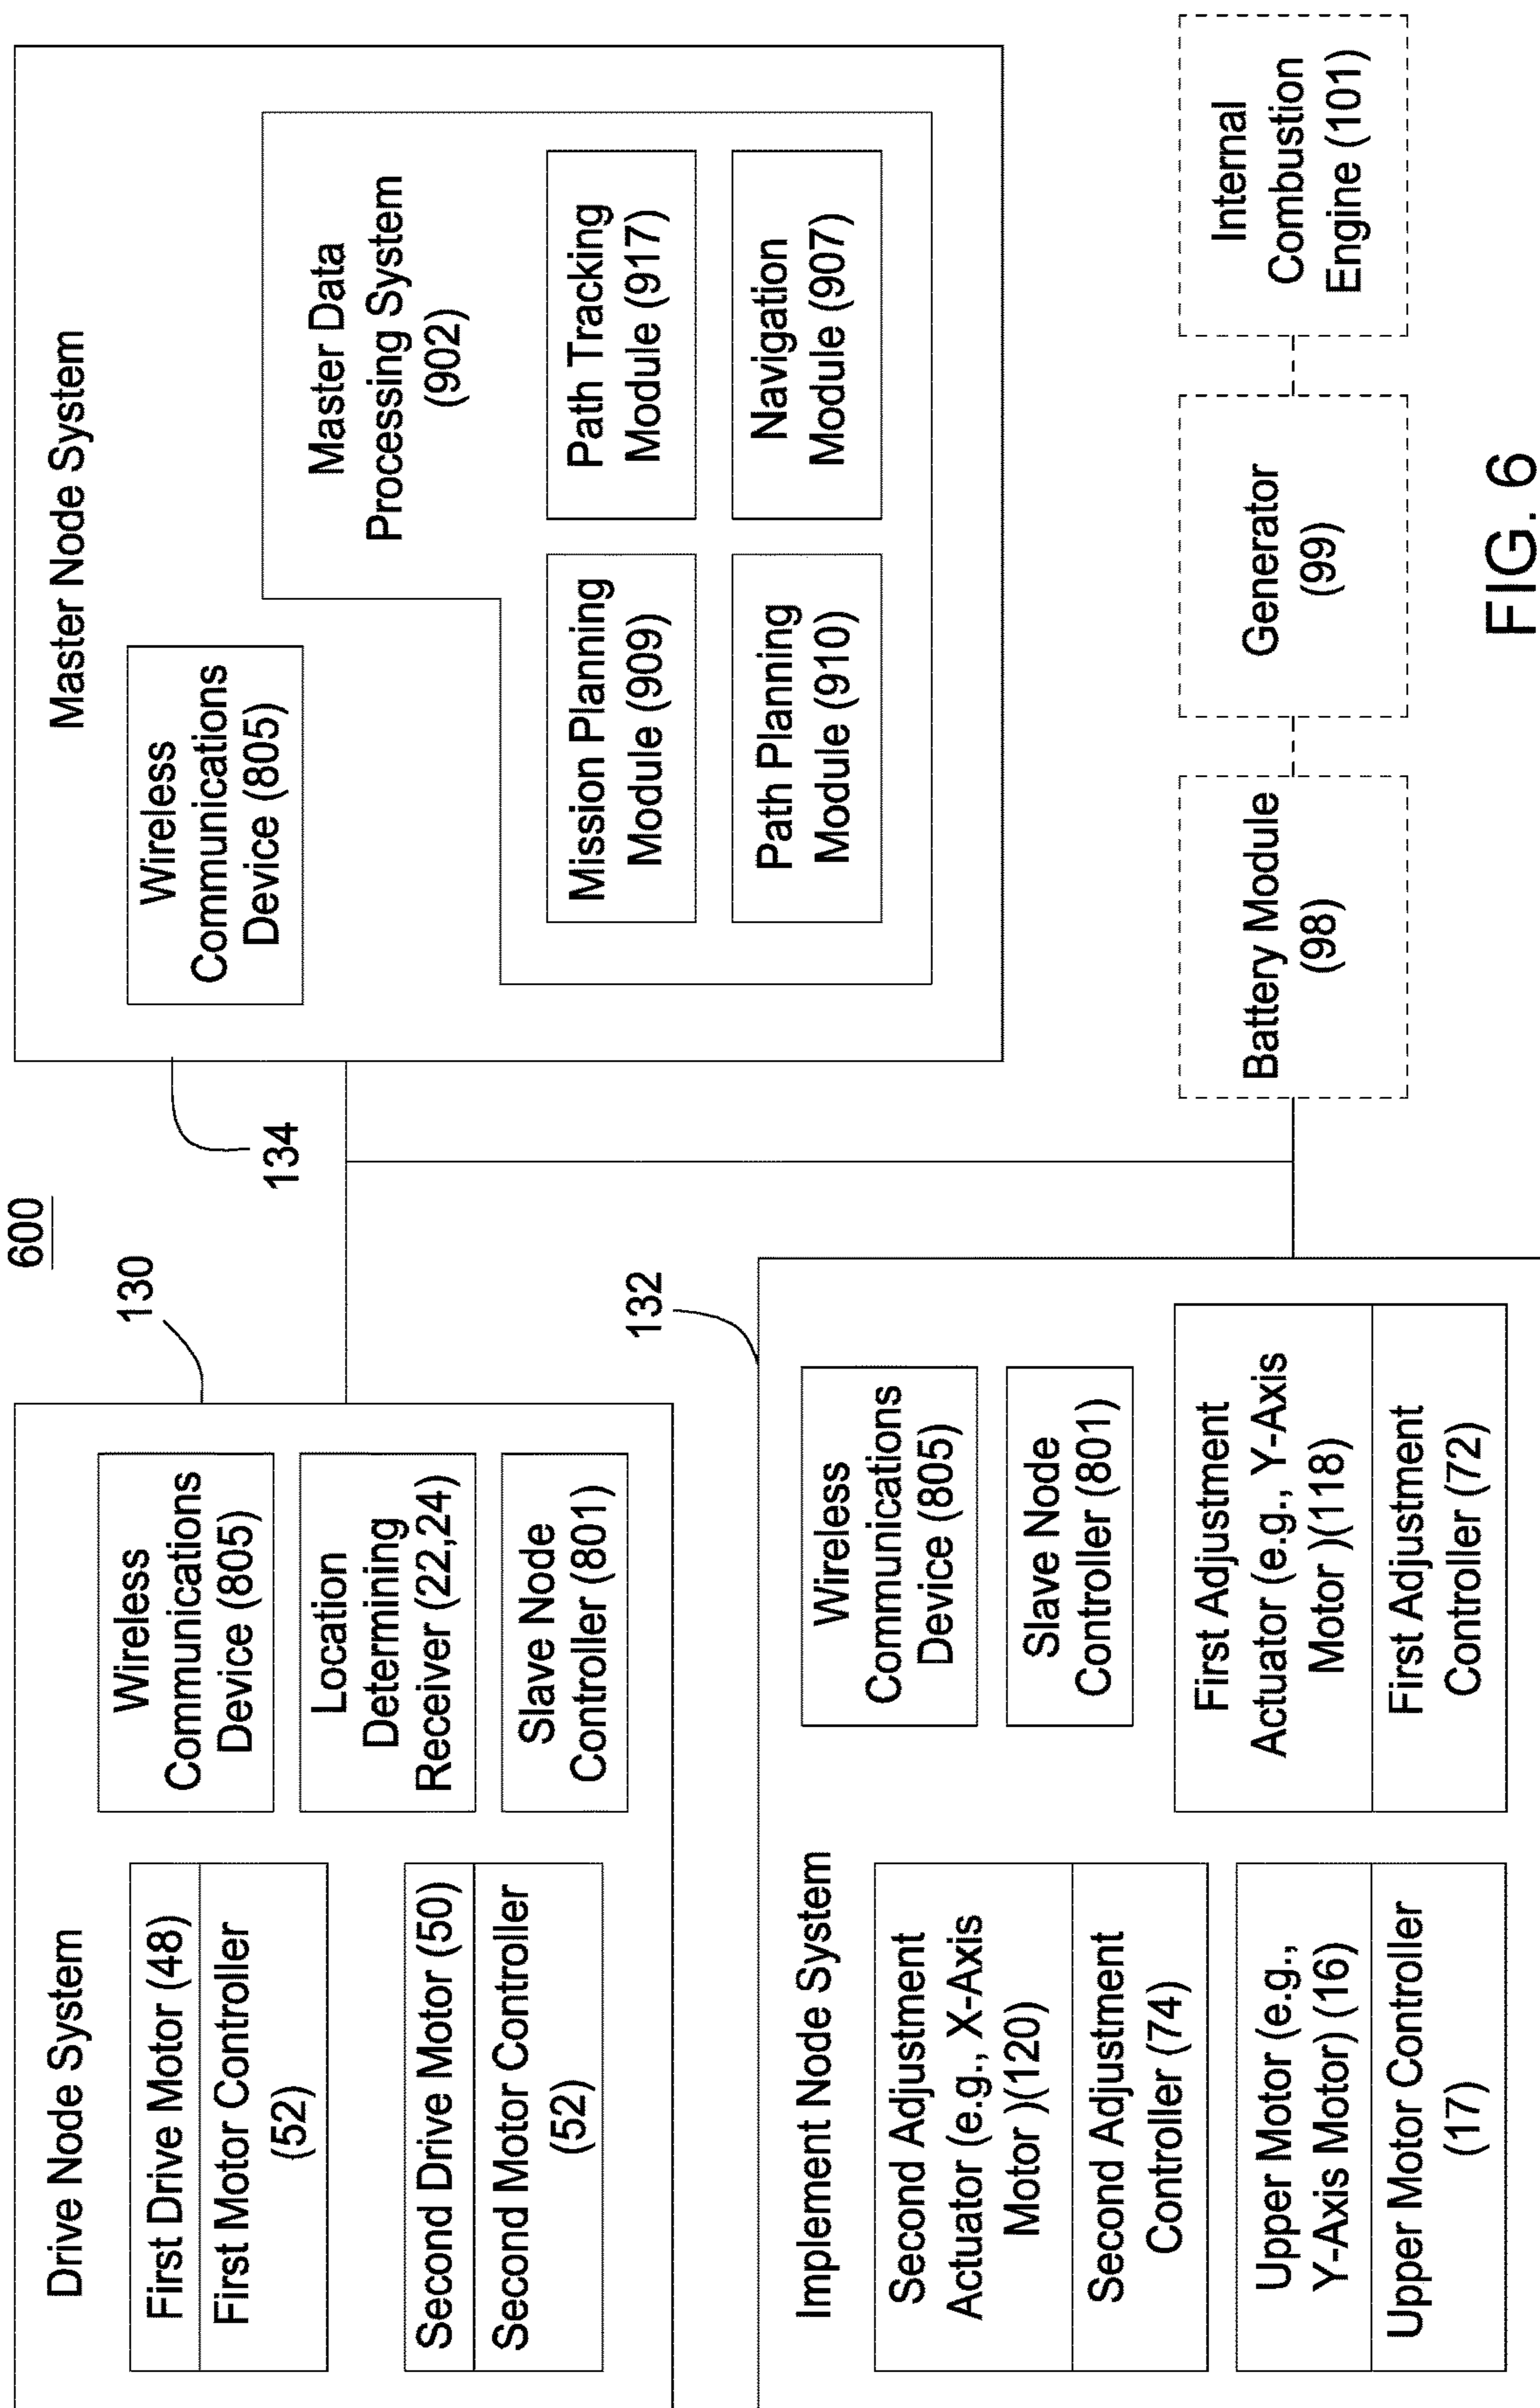 600
130
Drive Node System
First Drive Motor (48)
First Motor Controller
(52)
Second Drive Motor (50)
Second Motor Controller
(52)
Wireless
Communications
Device (805)
Location
Determining
Receiver (22,24)
Slave Node
Controller (801)
132
Implement Node System
Second Adjustment
Actuator (e.g., X-Axis
Motor )(120)
Second Adjustment
Controller (74)
Upper Motor (e.g.,
Y-Axis Motor) (16)
Upper Motor Controller
(17)
Wireless
Communications
Device (805)
Slave Node
Controller (801)
First Adjustment
Actuator (e.g., Y-Axis
Motor )(118)
First Adjustment
Controller (72)
134
Master Node System
Wireless
Communications
Device (805)
Master Data
Processing System
(902)
Mission Planning
Module (909)
Path Tracking
Module (917)
Path Planning
Module (910)
Navigation
Module (907)
Battery Module
(98)
Generator
(99)
Internal
Combustion
Engine (101)
FIG. 6